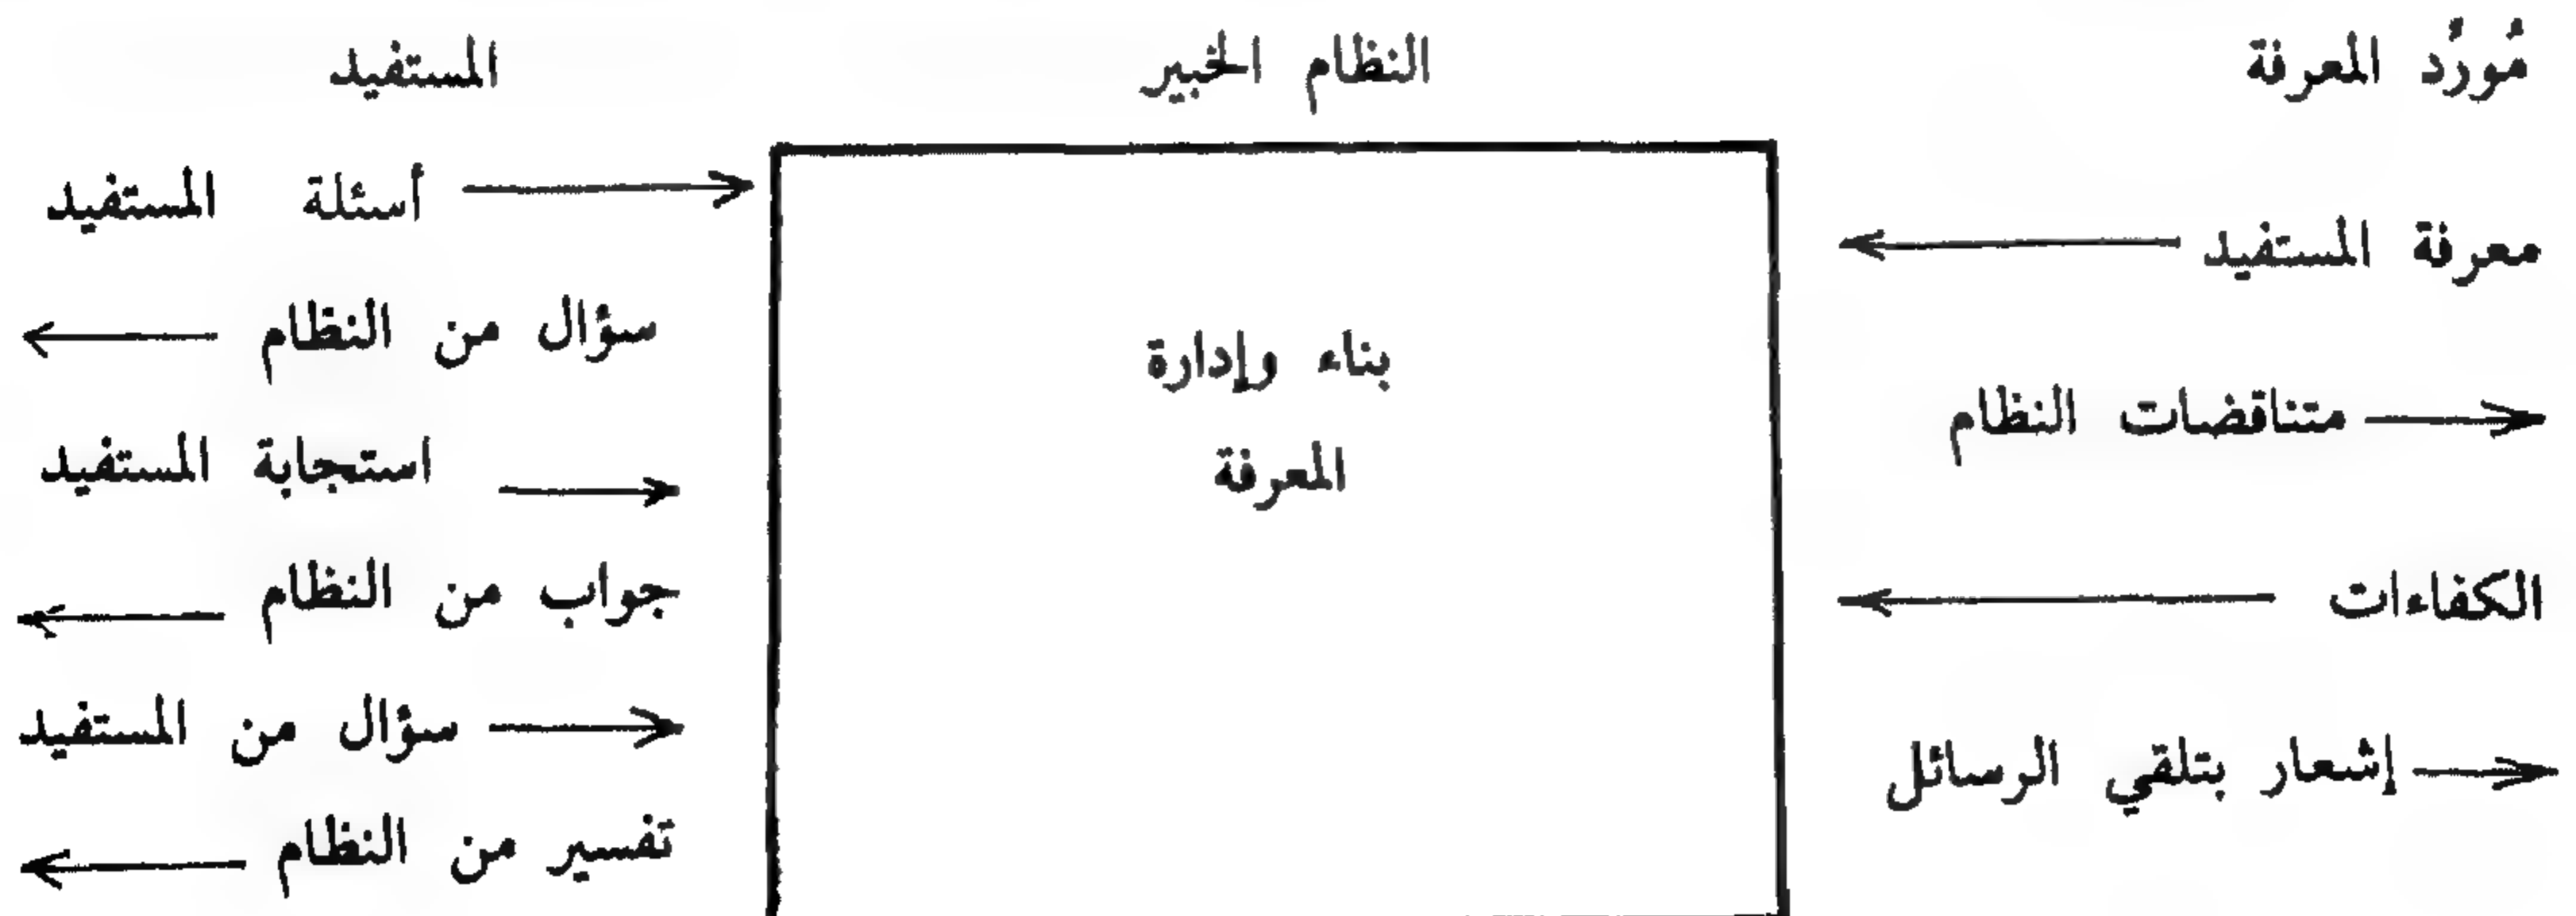 مُورِّد المعرفة
النظام الخبير
المستفيد
معرفة المستفيد
متناقضات النظام
الكفاءات
إشعار بتلقي الرسائل
بناء وإدارة
المعرفة
أسئلة المستفيد
سؤال من النظام
استجابة المستفيد
جواب من النظام
سؤال من المستفيد
تفسير من النظام